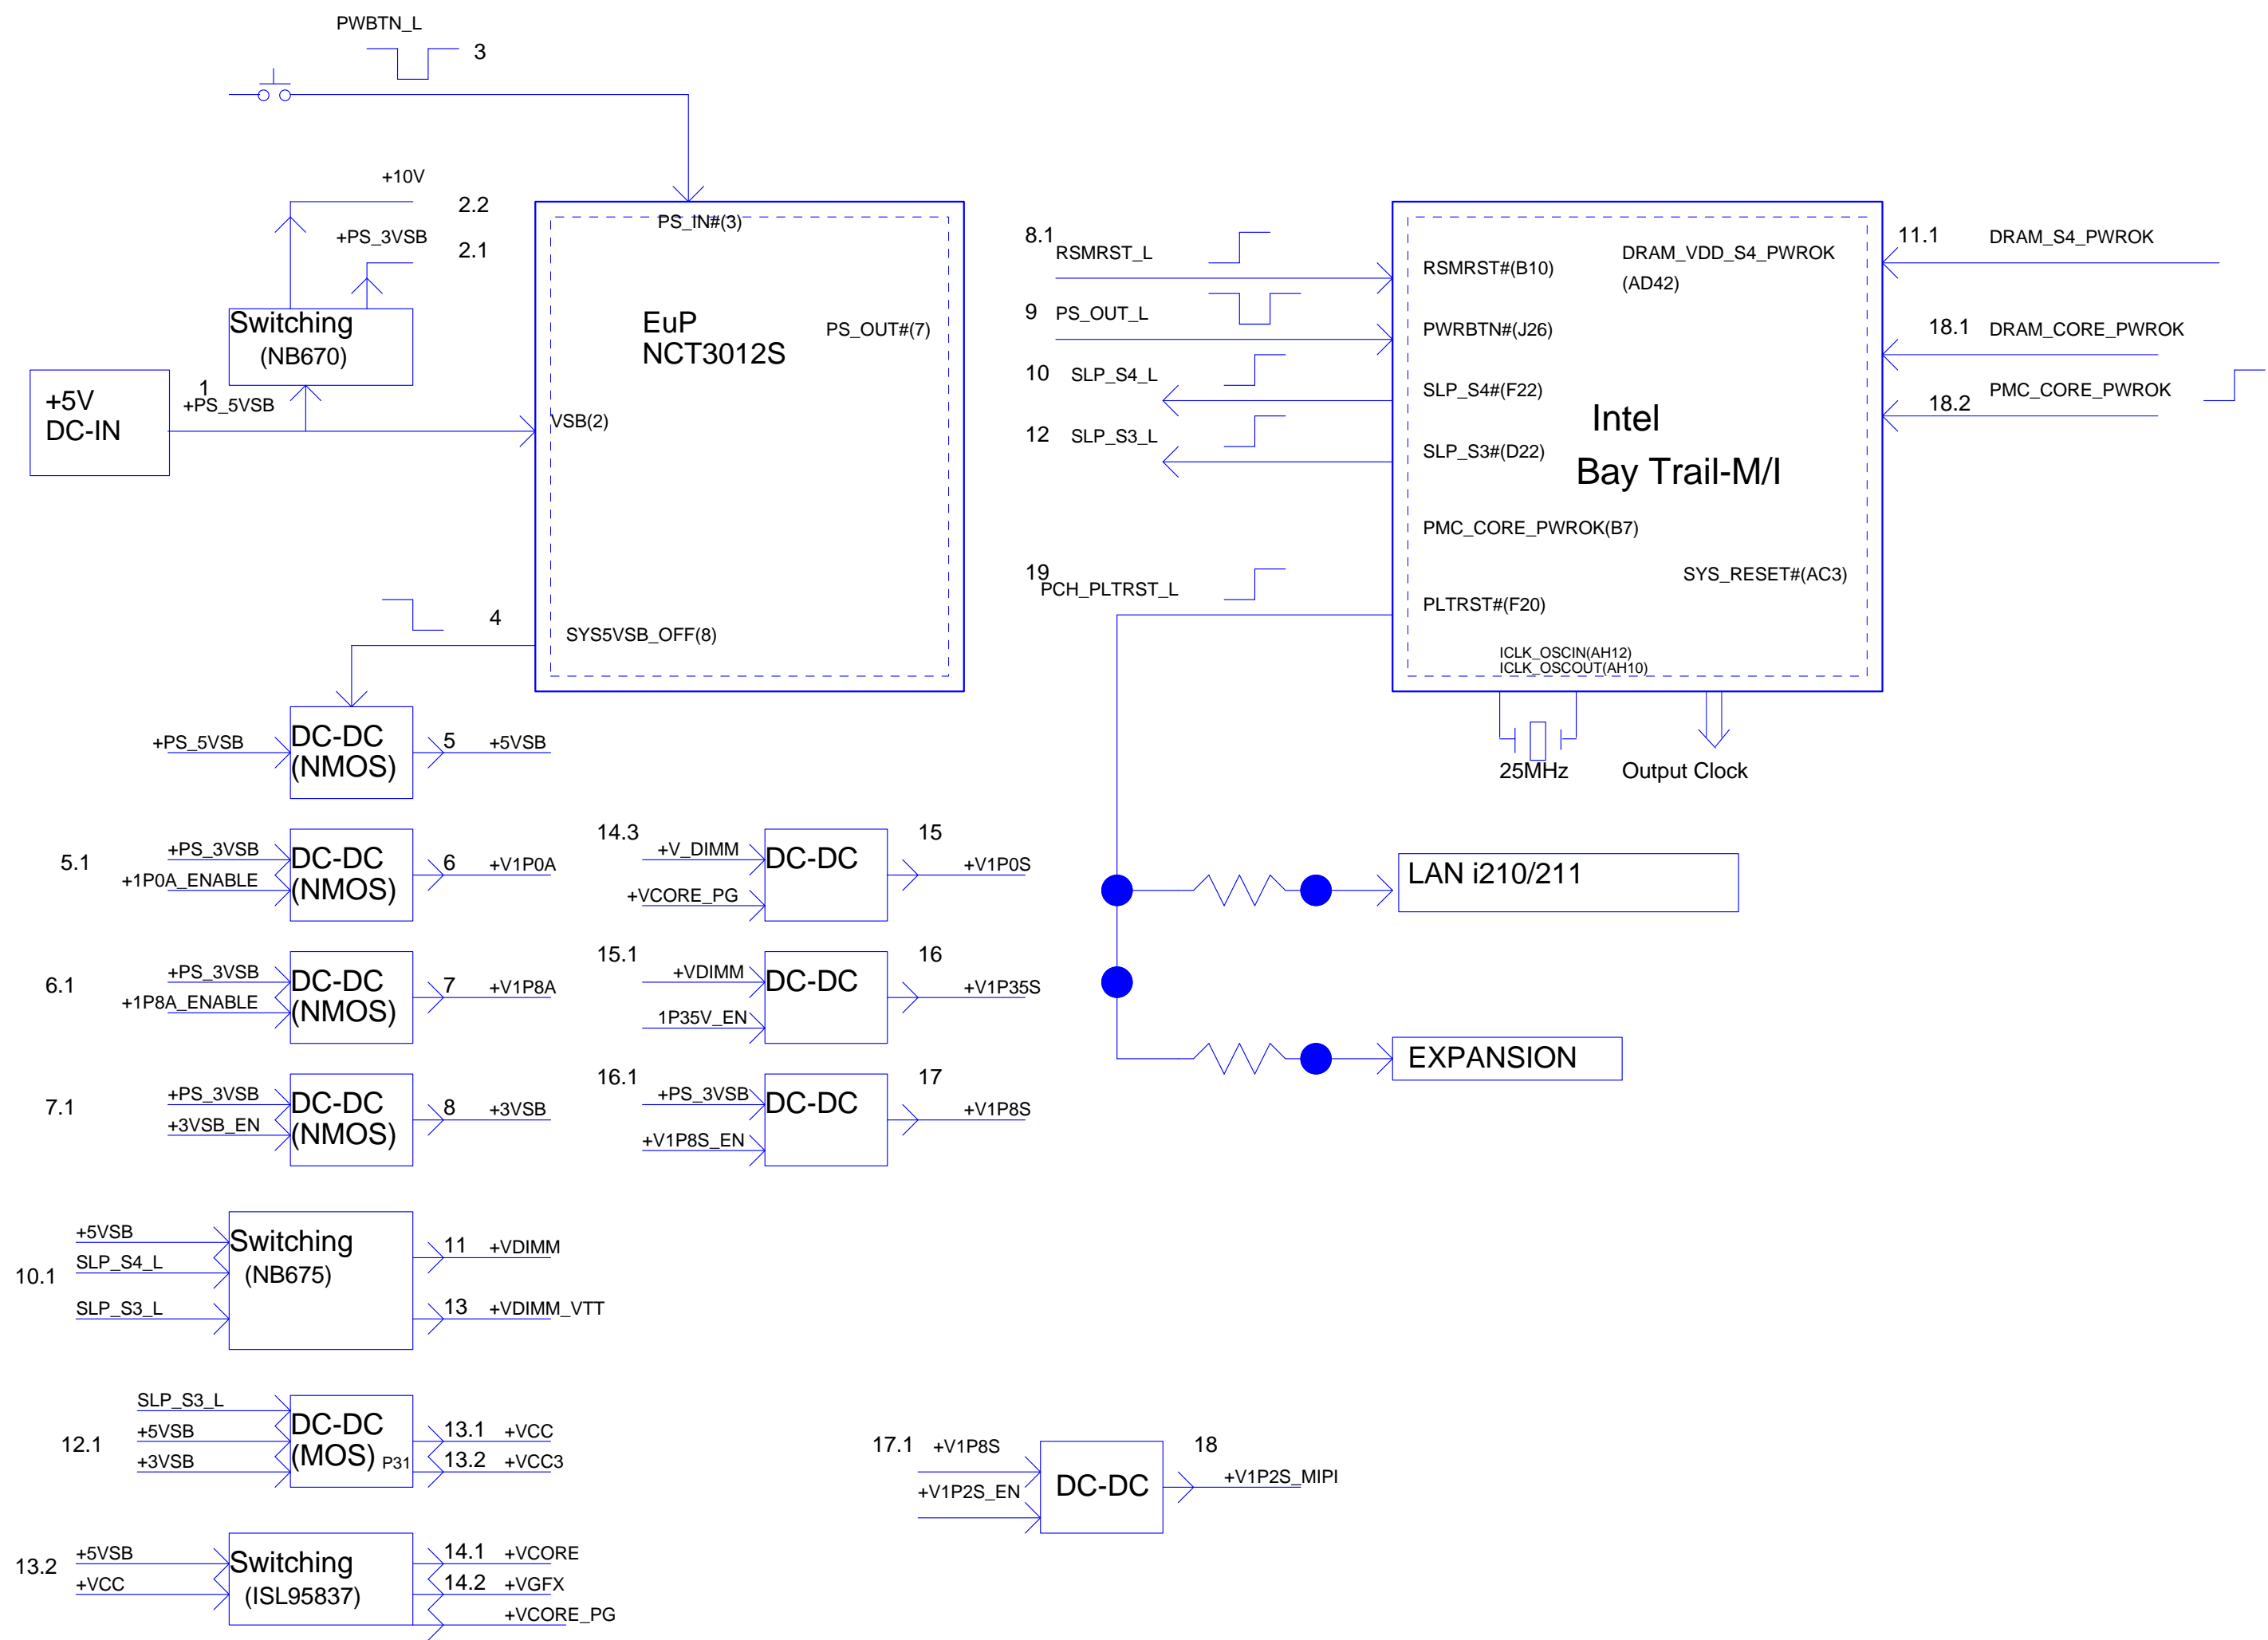 PWBTN_L
3
+10V
2.2
+PS_3VSB
2.1
Switching
(NB670)
+5V
DC-IN
1
+PS_5VSB
PS_IN#(3)
EuP
NCT3012S
PS_OUT#(7)
VSB(2)
SYS5VSB_OFF(8)
4
8.1
RSMRST_L
9
PS_OUT_L
10
SLP_S4_L
12
SLP_S3_L
19
PCH_PLTRST_L
RSMRST#(B10)
DRAM_VDD_S4_PWROK
(AD42)
PWRBTN#(J26)
SLP_S4#(F22)
Intel
SLP_S3#(D22)
Bay Trail-M/I
PMC_CORE_PWROK(B7)
SYS_RESET#(AC3)
PLTRST#(F20)
ICLK_OSCIN(AH12)
ICLK_OSCOUT(AH10)
25MHz
Output Clock
11.1
DRAM_S4_PWROK
18.1
DRAM_CORE_PWROK
18.2
PMC_CORE_PWROK
+PS_5VSB
DC-DC
(NMOS)
5
+5VSB
5.1
+PS_3VSB
+1P0A_ENABLE
DC-DC
(NMOS)
6
+V1P0A
6.1
+PS_3VSB
+1P8A_ENABLE
DC-DC
(NMOS)
7
+V1P8A
7.1
+PS_3VSB
+3VSB_EN
DC-DC
(NMOS)
8
+3VSB
14.3
+V_DIMM
+VCORE_PG
DC-DC
15
+V1P0S
15.1
+VDIMM
1P35V_EN
DC-DC
16
+V1P35S
16.1
+PS_3VSB
+V1P8S_EN
DC-DC
17
+V1P8S
LAN i210/211
EXPANSION
10.1
+5VSB
SLP_S4_L
SLP_S3_L
Switching
(NB675)
11
+VDIMM
13
+VDIMM_VTT
12.1
SLP_S3_L
+5VSB
+3VSB
DC-DC
(MOS) P31
13.1
+VCC
13.2
+VCC3
13.2
+5VSB
+VCC
Switching
(ISL95837)
14.1
+VCORE
14.2
+VGFX
+VCORE_PG
17.1
+V1P8S
+V1P2S_EN
DC-DC
18
+V1P2S_MIPI